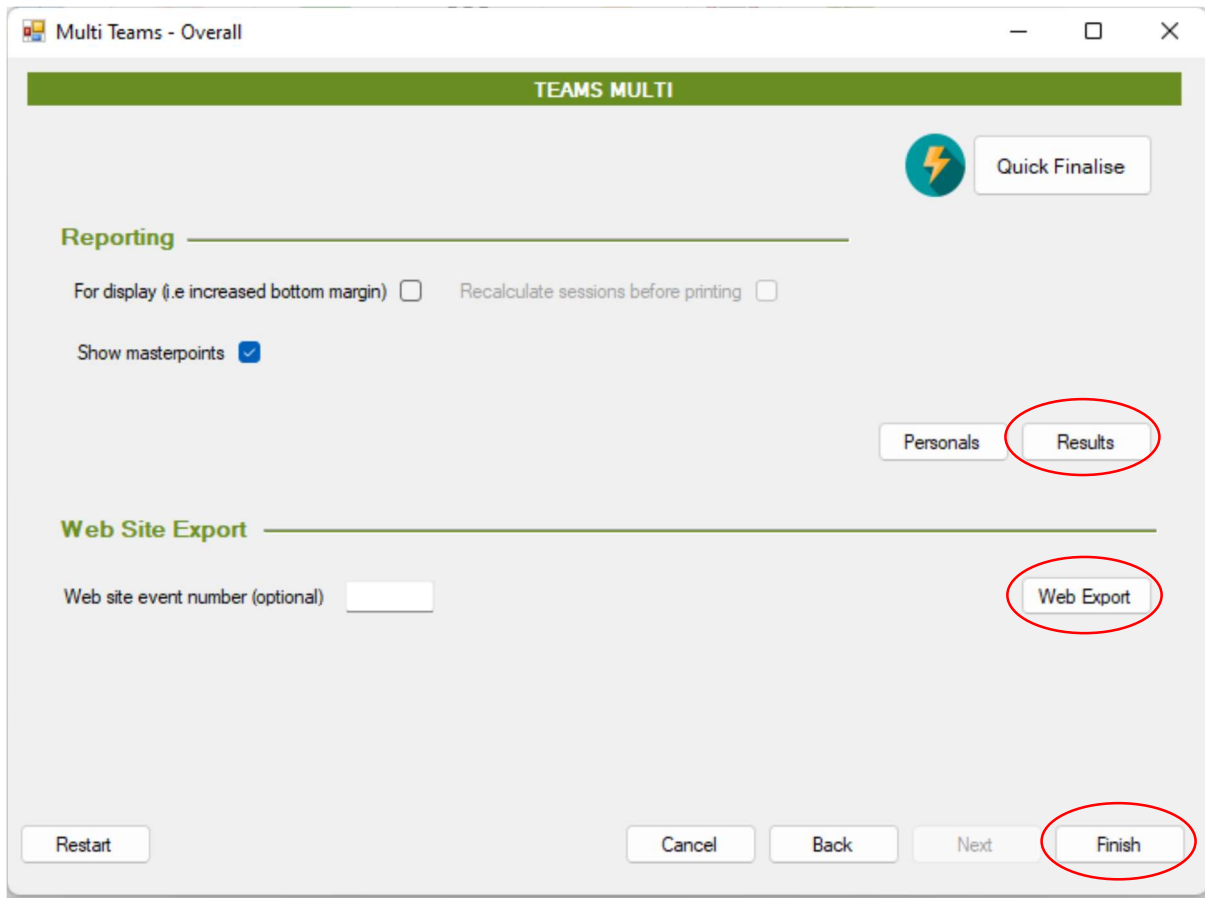 Multi Teams - Overall
TEAMS MULTI
Quick Finalise
Reporting
For display (i.e increased bottom margin) Recalculate sessions before printing
Show masterpoints
Personals Results
Web Site Export
Web site event number (optional) Web Export
Restart Cancel Back Next Finish